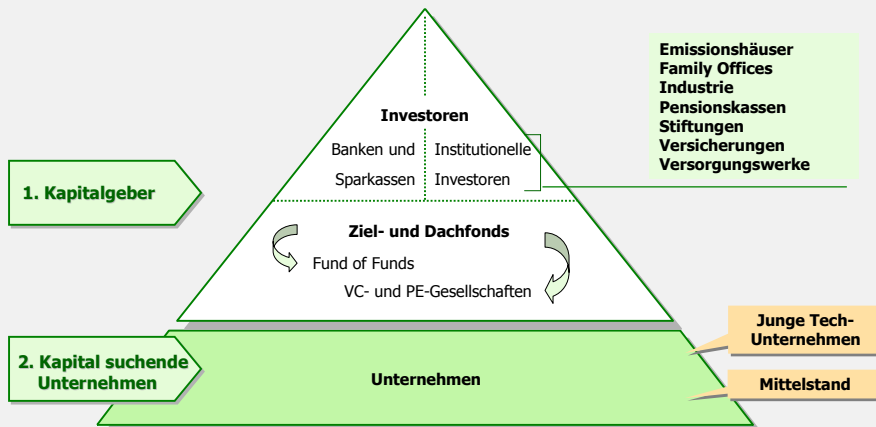 Emissionshäuser
Family Offices
Industrie
Pensionskassen
Stiftungen
Versicherungen
Versorgungswerke
Investoren
Banken und
Sparkassen
Institutionelle
Investoren
1. Kapitalgeber
Ziel- und Dachfonds
Fund of Funds
VC- und PE-Gesellschaften
Junge Tech-
Unternehmen
2. Kapital suchende
Unternehmen
Unternehmen
Mittelstand